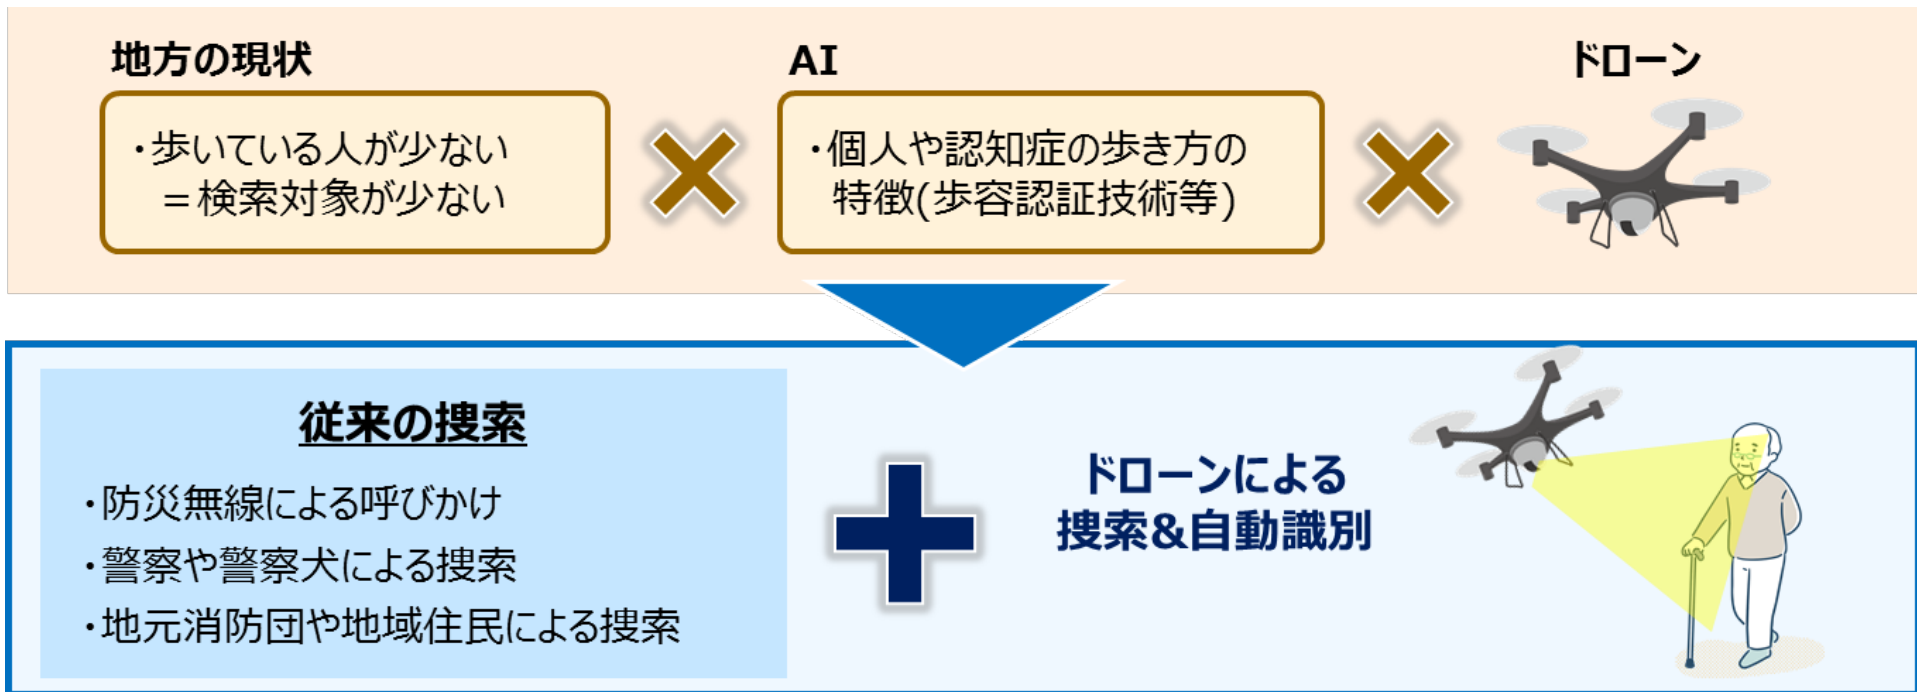 地方の現状
・歩いている人が少ない
＝検索対象が少ない
AI
・個人や認知症の歩き方の
特徴(歩容認証技術等)
ドローン
従来の捜索
・防災無線による呼びかけ
・警察や警察犬による捜索
・地元消防団や地域住民による捜索
ドローンによる
捜索&自動識別